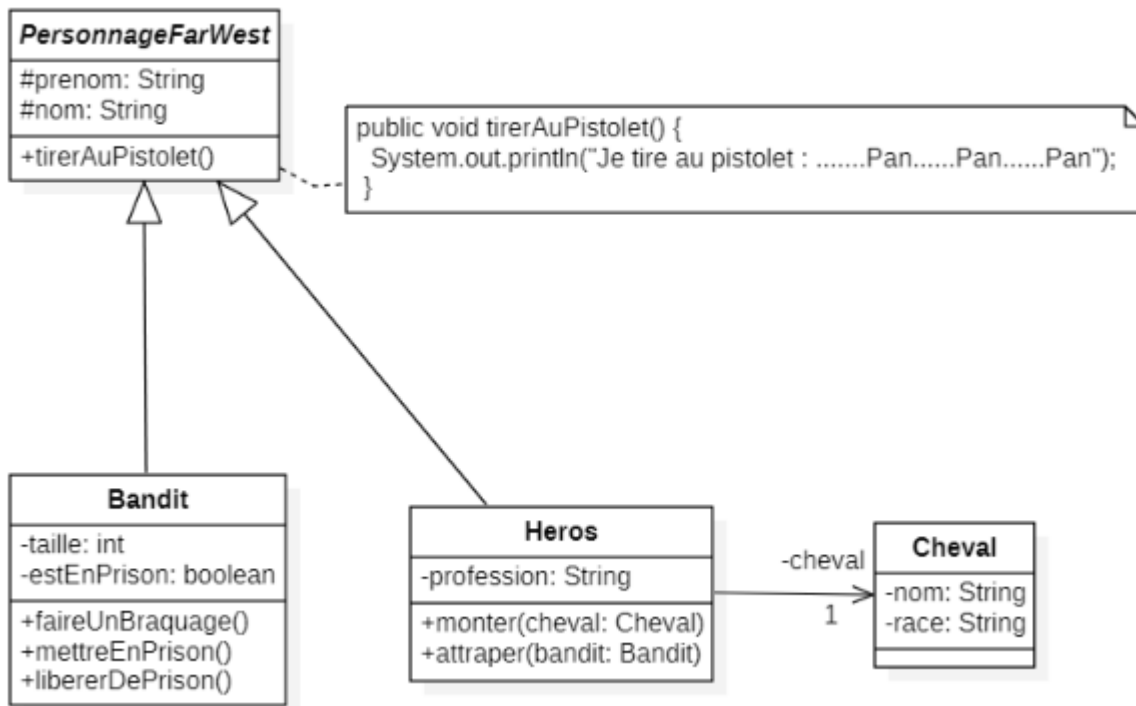 PersonnageFarWest
#prenom: String
#nom: String
+tirerAuPistolet()
public void tirerAuPistolet() {
System.out.println("Je tire au pistolet : .......Pan......Pan......Pan");
}
Bandit
-taille: int
-estEnPrison: boolean
+faireUnBraquage()
+mettreEnPrison()
+libererDePrison()
Heros
-profession: String
+monter(cheval: Cheval)
+attraper(bandit: Bandit)
-cheval
1
Cheval
-nom: String
-race: String